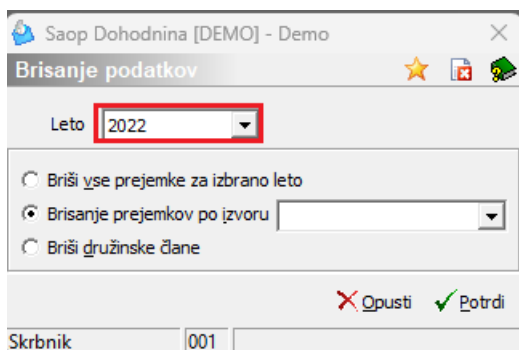 Saop Dohodnina [DEMO] - Demo
Brisanje podatkov
Leto 2022
Briši vse prejemke za izbrano leto
Brisanje prejemkov po izvoru
Briši družinske člane
Opusti Potrdi
Skrbnik 001